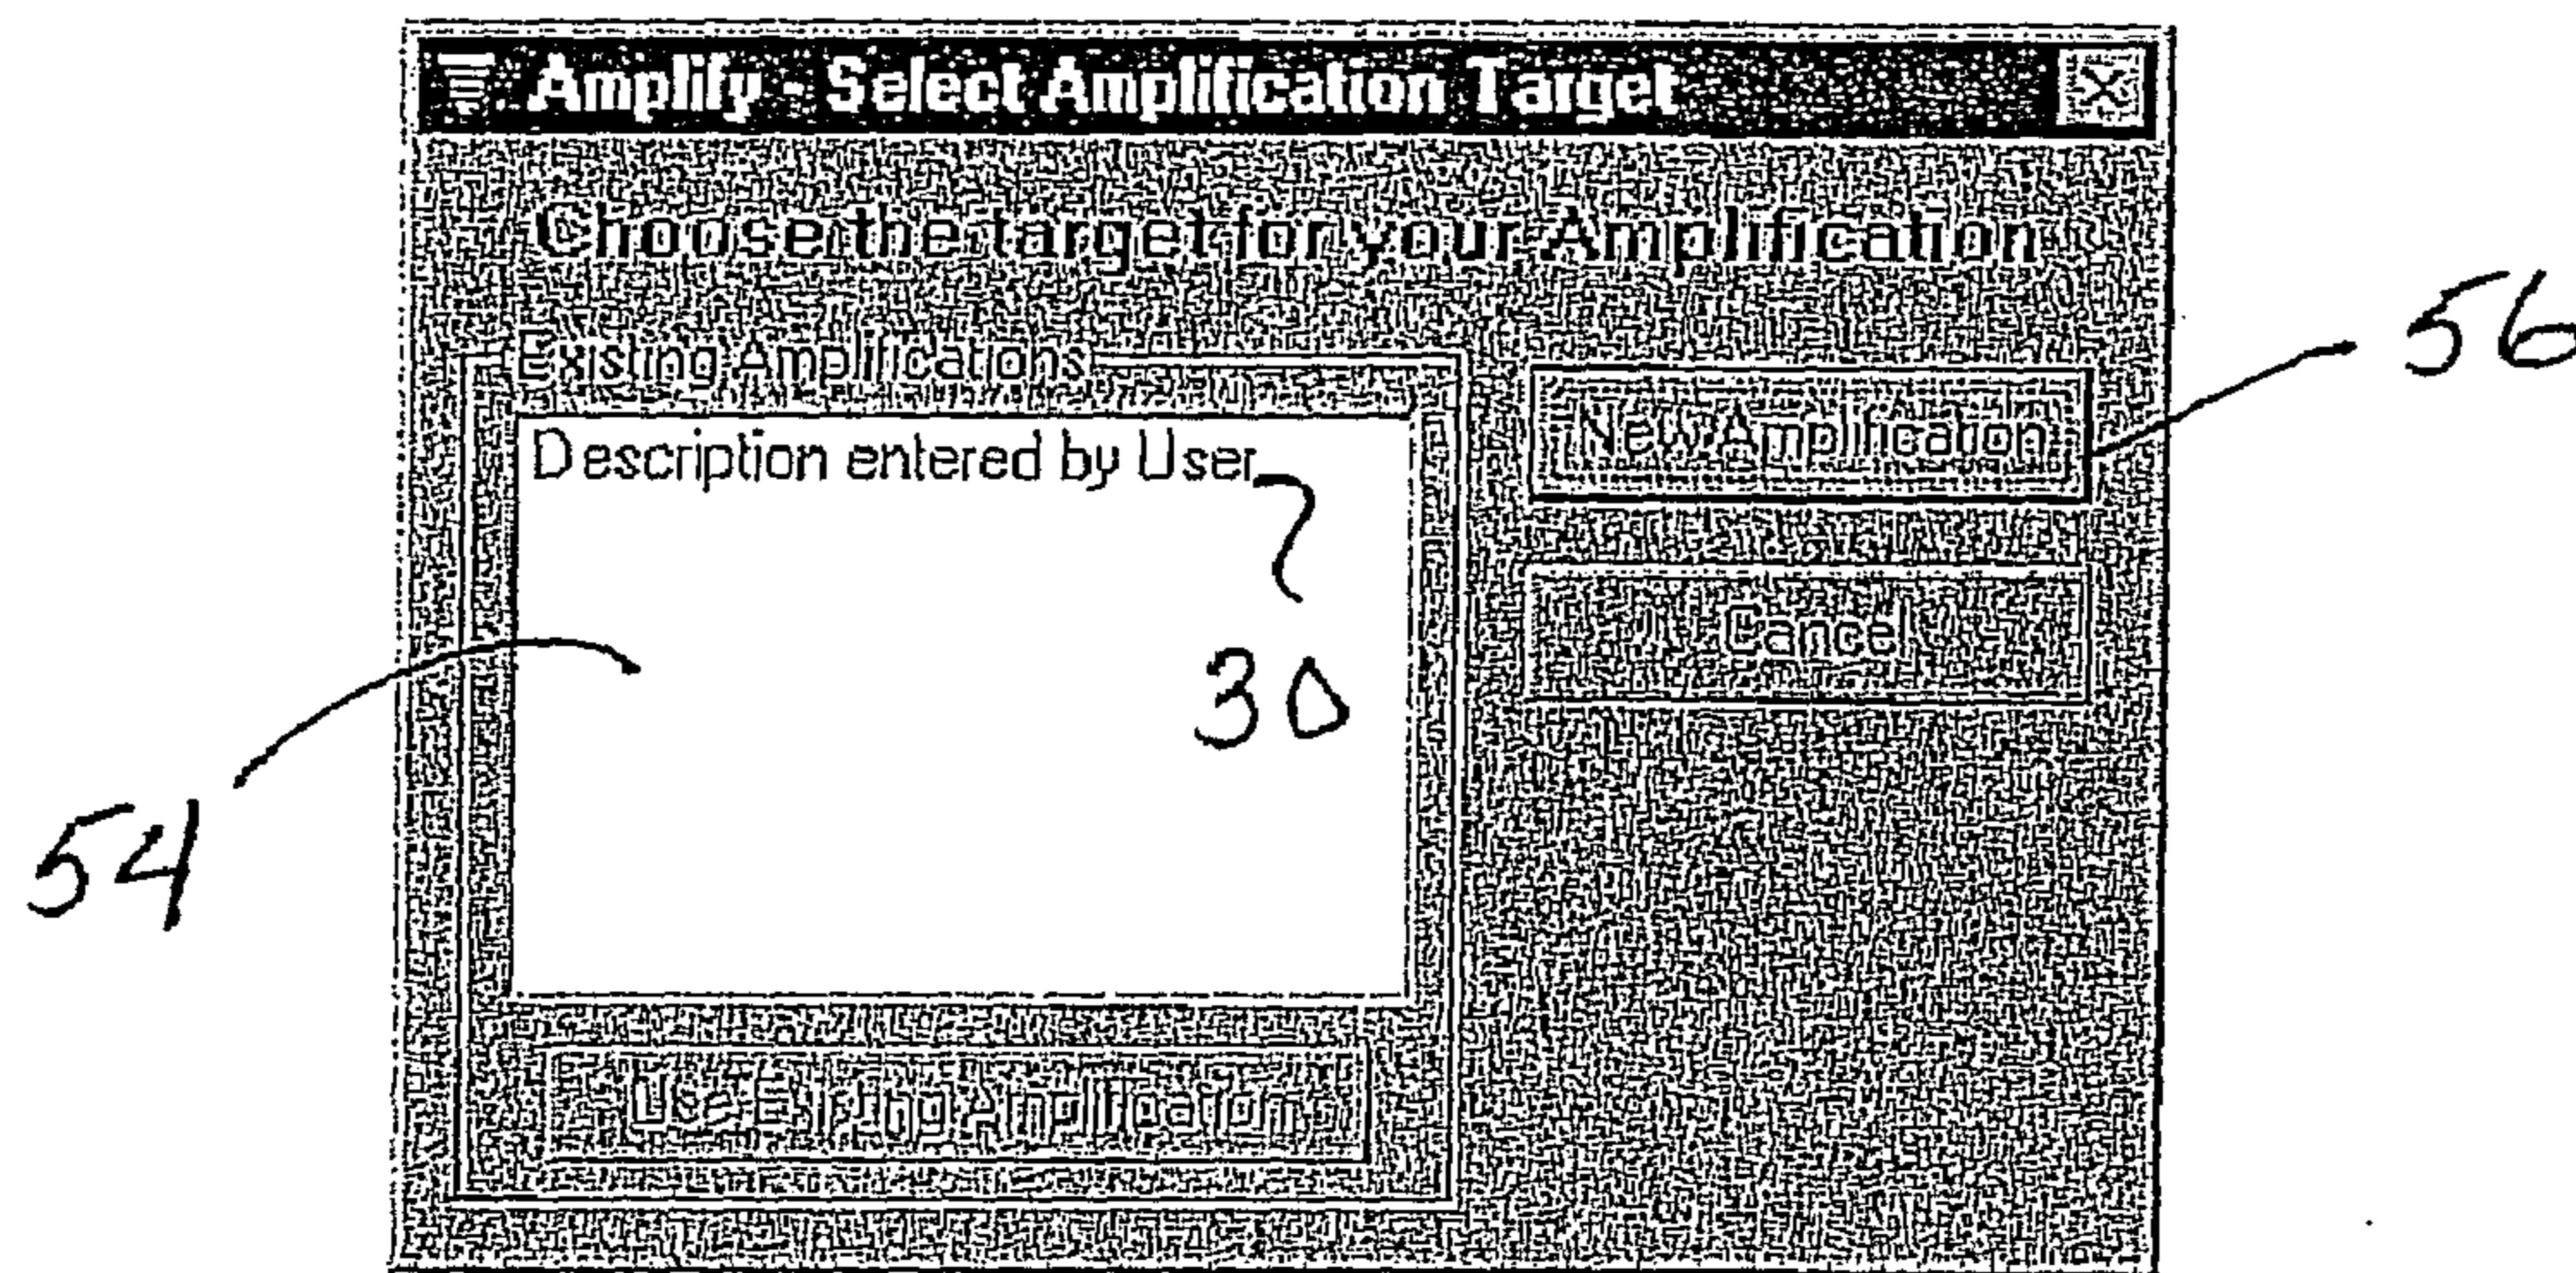 Amplify - Select Amplification Target
Choose the target for your Amplification
Existing Amplifications
New Amplification
56
Description entered by User
Cancel
30
54
Use Existing Amplification